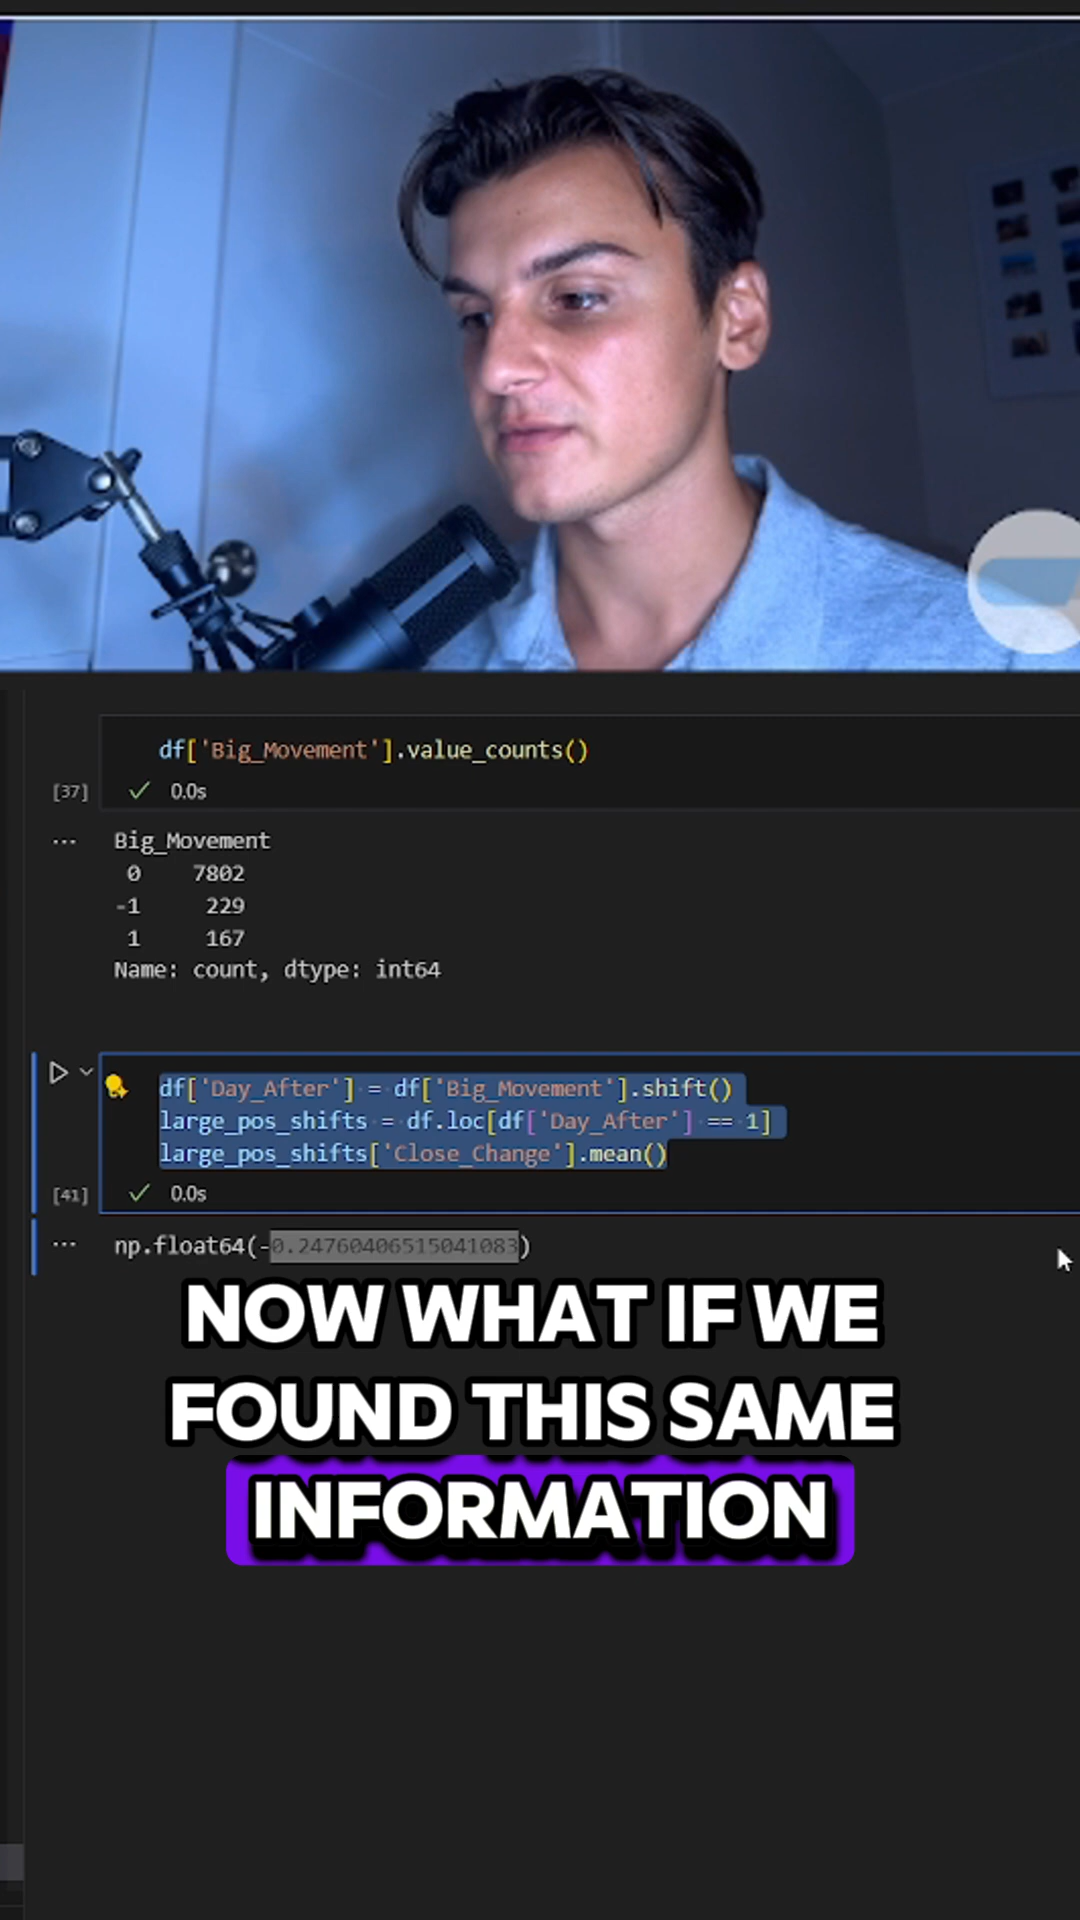 df['Big_Movement'].value_counts()
[37] 0.0s
... Big_Movement
0 7802
-1 229
1 167
Name: count, dtype: int64
df['Day_After'] = df['Big_Movement'].shift()
large_pos_shifts = df.loc[df['Day_After'] == 1]
large_pos_shifts['Close_Change'].mean()
[41] 0.0s
... np.float64(-0.24760406515041083)
NOW WHAT IF WE
FOUND THIS SAME
INFORMATION